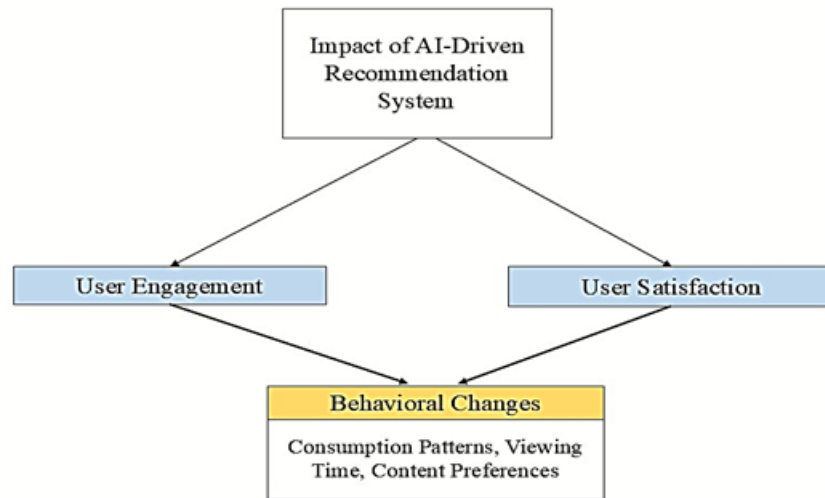 Impact of AI-Driven
Recommendation
System
User Engagement
User Satisfaction
Behavioral Changes
Consumption Patterns, Viewing
Time, Content Preferences